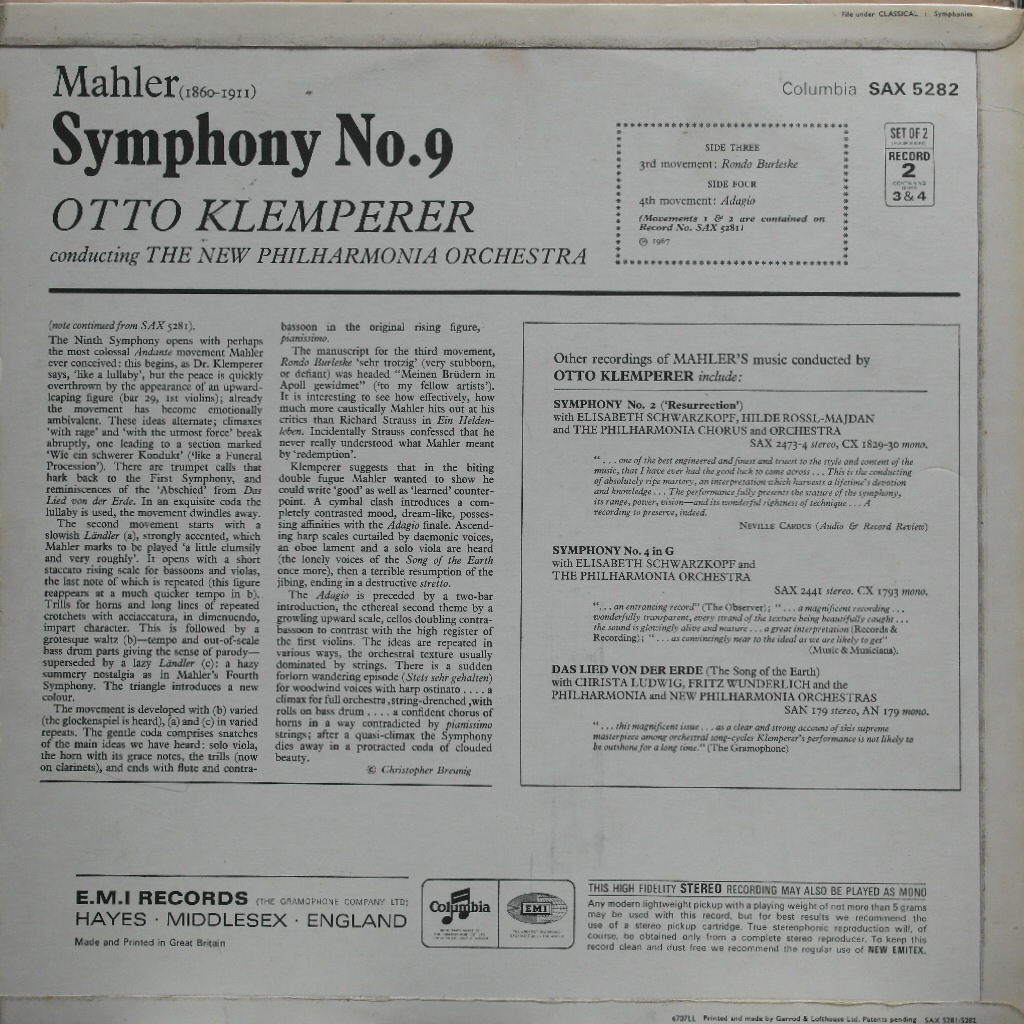 File under CLASSICAL : Symphonies
Mahler (1860-1911)
Symphony No.9
OTTO KLEMPERER
conducting THE NEW PHILHARMONIA ORCHESTRA
Columbia SAX 5282
SIDE THREE
3rd movement: Rondo Burleske
SIDE FOUR
4th movement: Adagio
(Movements 1 & 2 are contained on
Record No. SAX 5281)
Ⓟ 1967
SET OF 2
RECORD
2
CONTAINING
3 & 4
(note continued from SAX 5281).
The Ninth Symphony opens with perhaps
the most colossal Andante movement Mahler
ever conceived: this begins, as Dr. Klemperer
says, 'like a lullaby', but the peace is quickly
overthrown by the appearance of an upward-
leaping figure (bar 29, 1st violins); already
the movement has become emotionally
ambivalent. These ideas alternate; climaxes
'with rage' and 'with the utmost force' break
abruptly, one leading to a section marked
'Wie ein schwerer Kondukt' ('like a Funeral
Procession'). There are trumpet calls that
hark back to the First Symphony, and
reminiscences of the 'Abschied' from Das
Lied von der Erde. In an exquisite coda the
lullaby is used, the movement dwindles away.
The second movement starts with a
slowish Ländler (a), strongly accented, which
Mahler marks to be played 'a little clumsily
and very roughly'. It opens with a short
staccato rising scale for bassoons and violas,
the last note of which is repeated (this figure
reappears at a much quicker tempo in b).
Trills for horns and long lines of repeated
crotchets with acciaccatura, in dimenuendo,
impart character. This is followed by a
grotesque waltz (b)—tempo and out-of-scale
bass drum parts giving the sense of parody—
superseded by a lazy Ländler (c): a hazy
summery nostalgia as in Mahler's Fourth
Symphony. The triangle introduces a new
colour.
The movement is developed with (b) varied
(the glockenspiel is heard), (a) and (c) in varied
repeats. The gentle coda comprises snatches
of the main ideas we have heard: solo viola,
the horn with its grace notes, the trills (now
on clarinets), and ends with flute and contra-
bassoon in the original rising figure,
pianissimo.
The manuscript for the third movement,
Rondo Burleske 'sehr trotzig' (very stubborn,
or defiant) was headed "Meinen Brüdern in
Apoll gewidmet" ('to my fellow artists').
It is interesting to see how effectively, how
much more caustically Mahler hits out at his
critics than Richard Strauss in Ein Helden-
leben. Incidentally Strauss confessed that he
never really understood what Mahler meant
by 'redemption'.
Klemperer suggests that in the biting
double fugue Mahler wanted to show he
could write 'good' as well as 'learned' counter-
point. A cymbal clash introduces a com-
pletely contrasted mood, dream-like, posses-
sing affinities with the Adagio finale. Ascend-
ing harp scales curtailed by daemonic voices,
an oboe lament and a solo viola are heard
(the lonely voices of the Song of the Earth
once more), then a terrible resumption of the
jibing, ending in a destructive stretto.
The Adagio is preceded by a two-bar
introduction, the ethereal second theme by a
growling upward scale, cellos doubling contra-
bassoon to contrast with the high register of
the first violins. The ideas are repeated in
various ways, the orchestral texture usually
dominated by strings. There is a sudden
forlorn wandering episode (Stets sehr gehalten)
for woodwind voices with harp ostinato . . . . a
climax for full orchestra, string-drenched, with
rolls on bass drum . . . . a confident chorus of
horns in a way contradicted by pianissimo
strings; after a quasi-climax the Symphony
dies away in a protracted coda of clouded
beauty.
© Christopher Breunig
Other recordings of MAHLER'S music conducted by
OTTO KLEMPERER include:
SYMPHONY No. 2 ('Resurrection')
with ELISABETH SCHWARZKOPF, HILDE ROSSL-MAJDAN
and THE PHILHARMONIA CHORUS and ORCHESTRA
SAX 2473-4 stereo, CX 1829-30 mono.
". . . one of the best engineered and finest and truest to the style and content of the
music, that I have ever had the good luck to come across . . . This is the conducting
of absolutely ripe mastery, an interpretation which harvests a lifetime's devotion
and knowledge . . . The performance fully presents the stature of the symphony,
its range, power, vision—and its wonderful righness of technique . . . A
recording to preserve, indeed.
NEVILLE CARDUS (Audio & Record Review)
SYMPHONY No. 4 in G
with ELISABETH SCHWARZKOPF and
THE PHILHARMONIA ORCHESTRA
SAX 2441 stereo. CX 1793 mono.
". . . an entrancing record" (The Observer); ". . . a magnificent recording . . .
wonderfully transparent, every strand of the texture being beautifully caught . . .
the sound is glowingly alive and mature . . . a great interpretation (Records &
Recording); ". . . as convincingly near to the ideal as we are likely to get"
(Music & Musicians).
DAS LIED VON DER ERDE (The Song of the Earth)
with CHRISTA LUDWIG, FRITZ WUNDERLICH and the
PHILHARMONIA and NEW PHILHARMONIA ORCHESTRAS
SAN 179 stereo, AN 179 mono.
". . . this magnificent issue . . . as a clear and strong account of this supreme
masterpiece among orchestral song-cycles Klemperer's performance is not likely to
be outshone for a long time." (The Gramophone)
E.M.I RECORDS (THE GRAMOPHONE COMPANY LTD)
HAYES · MIDDLESEX · ENGLAND
Made and Printed in Great Britain
Columbia
EMI
THIS HIGH FIDELITY STEREO RECORDING MAY ALSO BE PLAYED AS MONO
Any modern lightweight pickup with a playing weight of not more than 5 grams
may be used with this record, but for best results we recommend the
use of a stereo pickup cartridge. True stereophonic reproduction will, of
course, be obtained only from a complete stereo reproducer. To keep this
record clean and dust free we recommend the regular use of NEW EMITEX.
6707LL Printed and made by Garrod & Lofthouse Ltd. Patents pending SAX 5281/5282